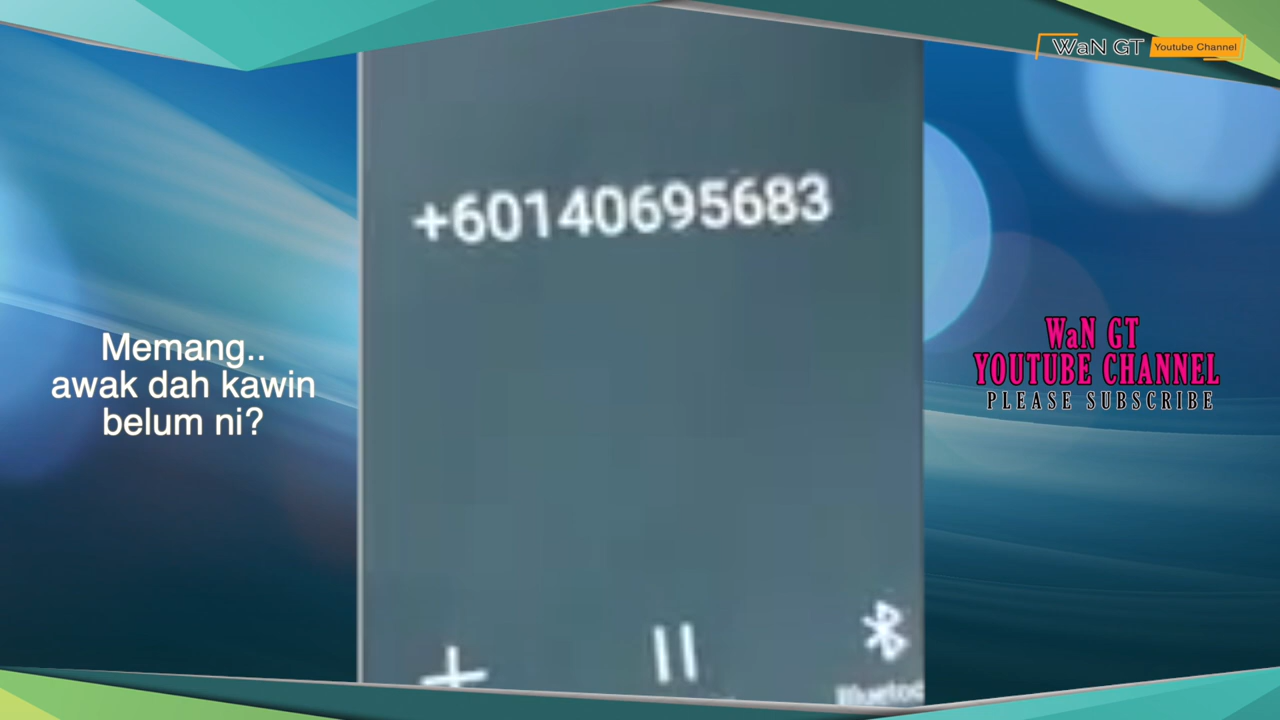 WaN GT
Youtube Channel
+60140695683
Memang..
awak dah kawin
belum ni?
WaN GT
YOUTUBE CHANNEL
PLEASE SUBSCRIBE